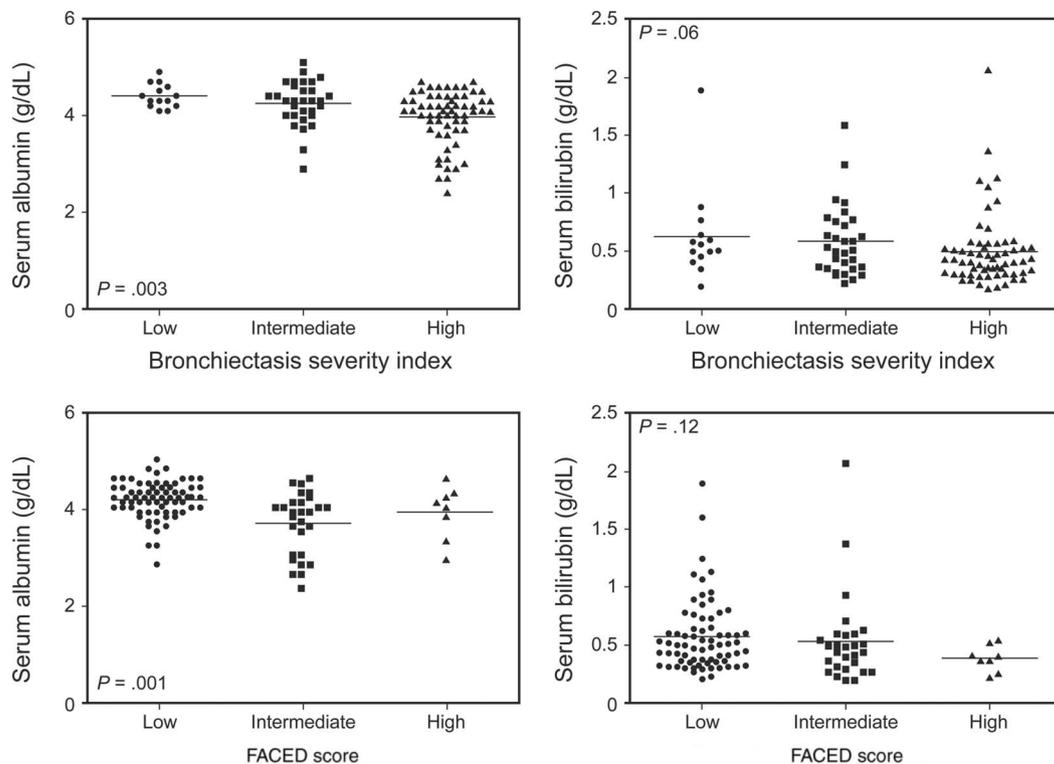 6
4
2
0
Serum albumin (g/dL)
P = .003
Low Intermediate High
Bronchiectasis severity index
2.5
2
1.5
1
0.5
0
Serum bilirubin (g/dL)
P = .06
Low Intermediate High
Bronchiectasis severity index
6
4
2
0
Serum albumin (g/dL)
P = .001
Low Intermediate High
FACED score
2.5
2
1.5
1
0.5
0
Serum bilirubin (g/dL)
P = .12
Low Intermediate High
FACED score